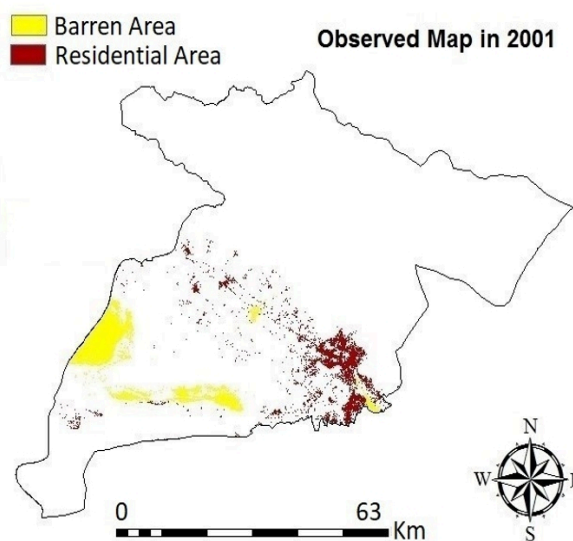 Barren Area
Residential Area
Observed Map in 2001
N
W
E
S
0
63
Km